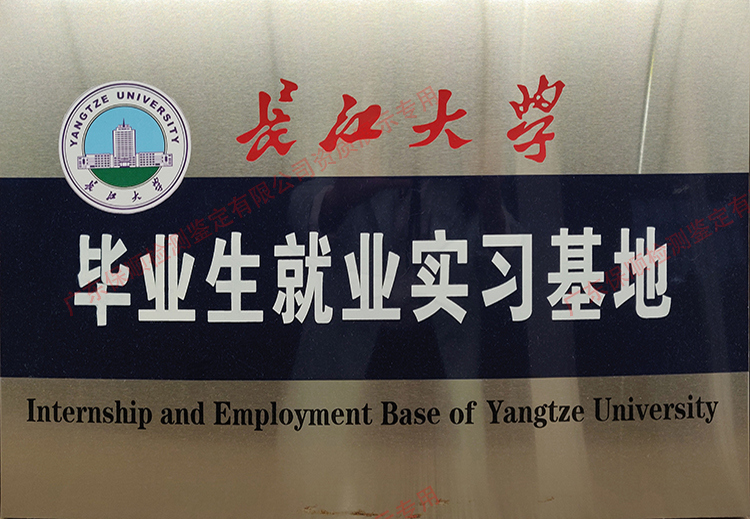 YANGTZE UNIVERSITY
长江大学
长江大学
毕业生就业实习基地
Internship and Employment Base of Yangtze University